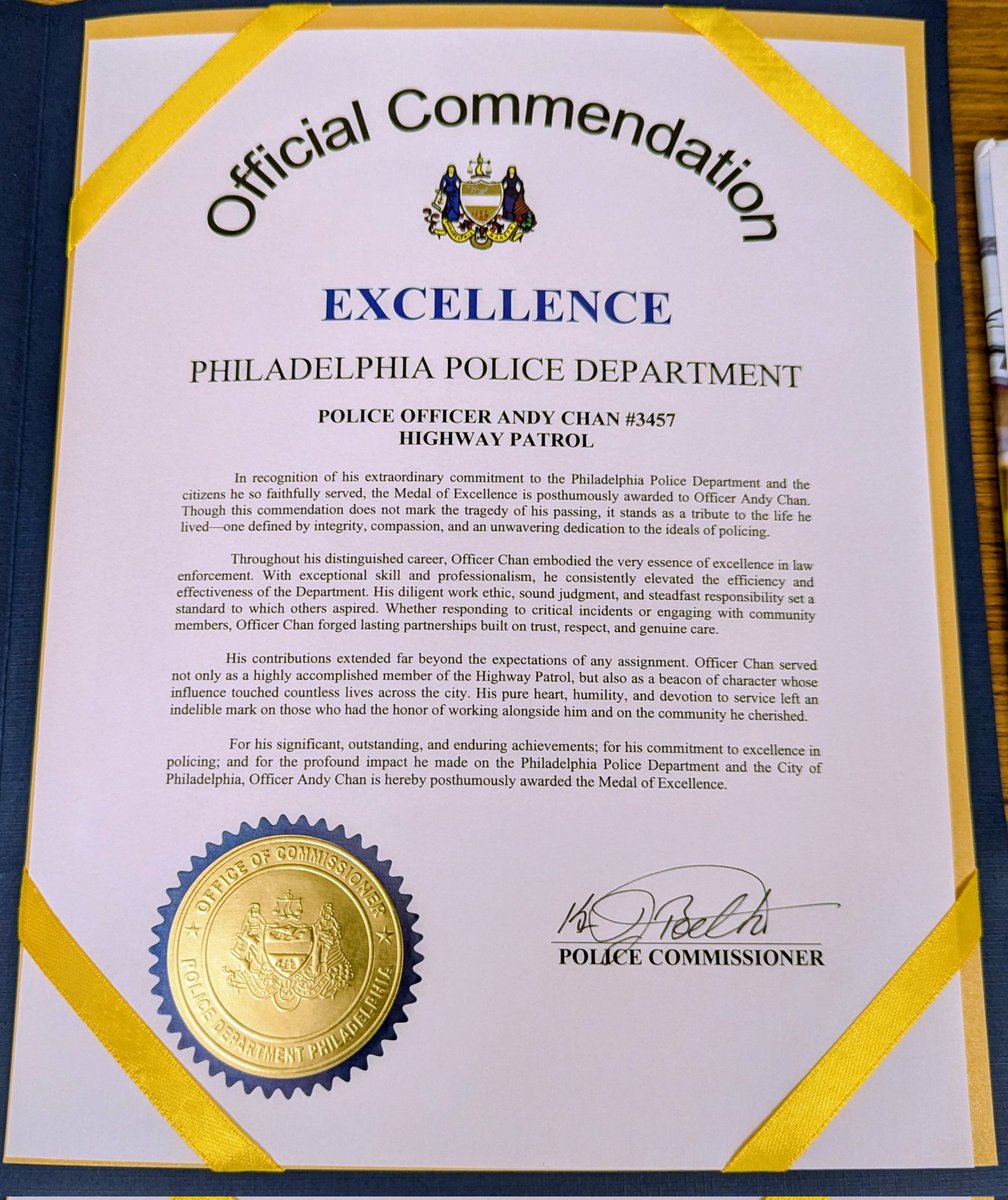 Official Commendation
EXCELLENCE
PHILADELPHIA POLICE DEPARTMENT
POLICE OFFICER ANDY CHAN #3457
HIGHWAY PATROL
In recognition of his extraordinary commitment to the Philadelphia Police Department and the
citizens he so faithfully served, the Medal of Excellence is posthumously awarded to Officer Andy Chan.
Though this commendation does not mark the tragedy of his passing, it stands as a tribute to the life he
lived—one defined by integrity, compassion, and an unwavering dedication to the ideals of policing.
Throughout his distinguished career, Officer Chan embodied the very essence of excellence in law
enforcement. With exceptional skill and professionalism, he consistently elevated the efficiency and
effectiveness of the Department. His diligent work ethic, sound judgment, and steadfast responsibility set a
standard to which others aspired. Whether responding to critical incidents or engaging with community
members, Officer Chan forged lasting partnerships built on trust, respect, and genuine care.
His contributions extended far beyond the expectations of any assignment. Officer Chan served
not only as a highly accomplished member of the Highway Patrol, but also as a beacon of character whose
influence touched countless lives across the city. His pure heart, humility, and devotion to service left an
indelible mark on those who had the honor of working alongside him and on the community he cherished.
For his significant, outstanding, and enduring achievements; for his commitment to excellence in
policing; and for the profound impact he made on the Philadelphia Police Department and the City of
Philadelphia, Officer Andy Chan is hereby posthumously awarded the Medal of Excellence.
OFFICE OF COMMISSIONER
POLICE DEPARTMENT PHILADELPHIA
POLICE COMMISSIONER